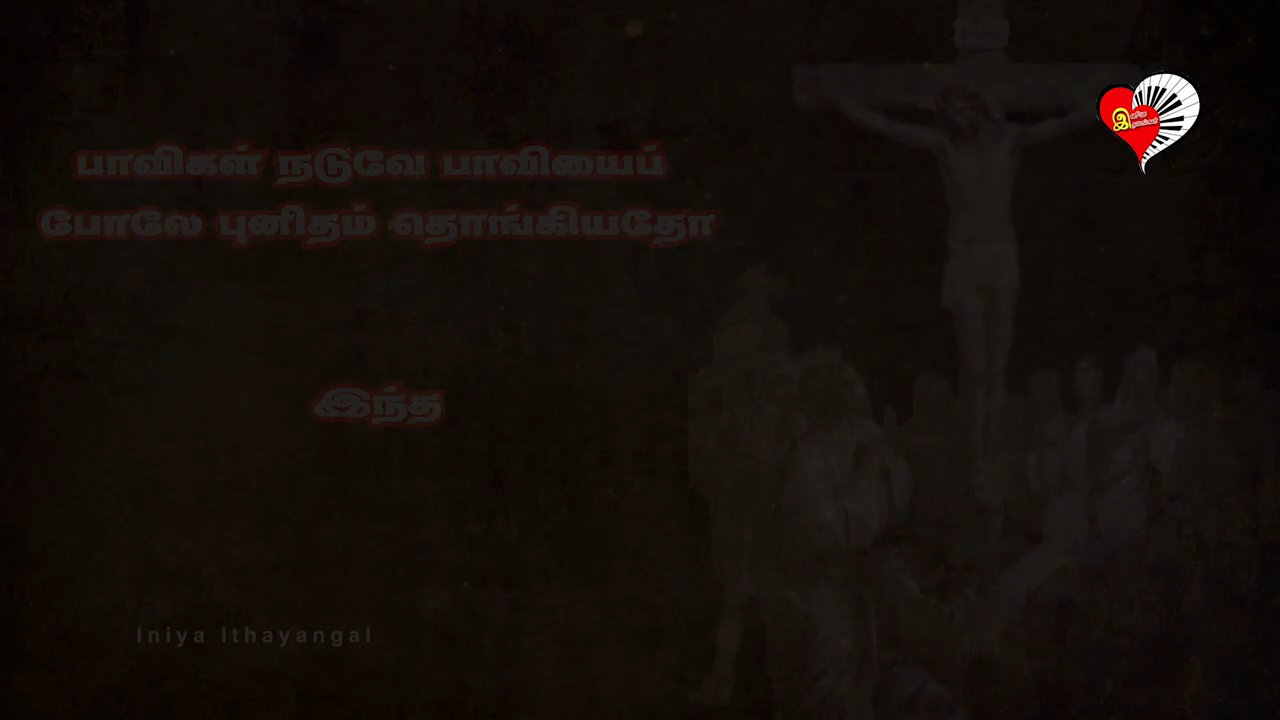 பாவிகள் நடுவே பாவியைப்
போலே புனிதம் தொங்கியதோ
இந்த
Iniya Ithayangal